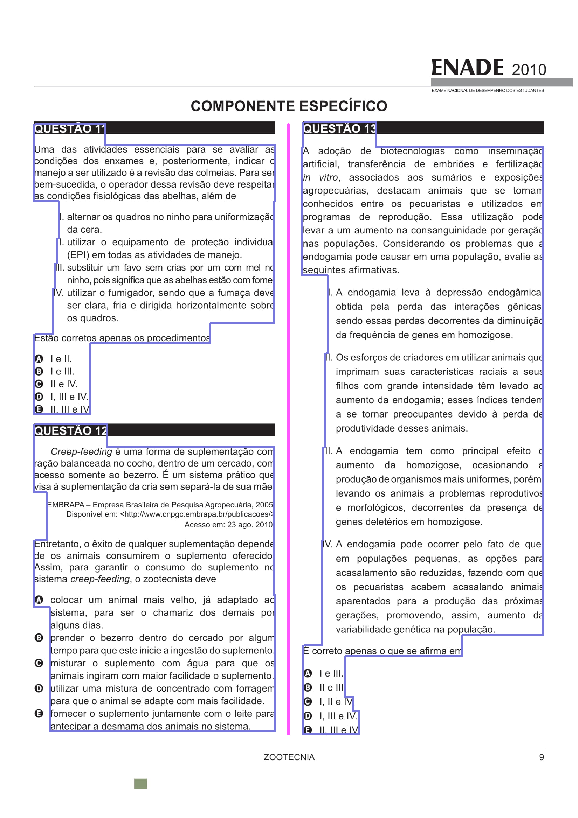 ENADE 2010
EXAME NACIONAL DE DESEMPENHO DOS ESTUDANTES
COMPONENTE ESPECÍFICO
QUESTÃO 11
Uma das atividades essenciais para se avaliar as
condições dos enxames e, posteriormente, indicar o
manejo a ser utilizado é a revisão das colmeias. Para ser
bem-sucedida, o operador dessa revisão deve respeitar
as condições fisiológicas das abelhas, além de
I. alternar os quadros no ninho para uniformização
da cera.
II. utilizar o equipamento de proteção individual
(EPI) em todas as atividades de manejo.
III. substituir um favo sem crias por um com mel no
ninho, pois significa que as abelhas estão com fome.
IV. utilizar o fumigador, sendo que a fumaça deve
ser clara, fria e dirigida horizontalmente sobre
os quadros.
Estão corretos apenas os procedimentos
A I e II.
B I e III.
C II e IV.
D I, III e IV.
E II, III e IV.
QUESTÃO 12
Creep-feeding é uma forma de suplementação com
ração balanceada no cocho, dentro de um cercado, com
acesso somente ao bezerro. É um sistema prático que
visa à suplementação da cria sem separá-la de sua mãe.
EMBRAPA – Empresa Brasileira de Pesquisa Agropecuária, 2005.
Disponível em: <http://www.cnpgc.embrapa.br/publicacoes>
Acesso em: 23 ago. 2010.
Entretanto, o êxito de qualquer suplementação depende
de os animais consumirem o suplemento oferecido.
Assim, para garantir o consumo do suplemento no
sistema creep-feeding, o zootecnista deve
A colocar um animal mais velho, já adaptado ao
sistema, para ser o chamariz dos demais por
alguns dias.
B prender o bezerro dentro do cercado por algum
tempo para que este inicie a ingestão do suplemento.
C misturar o suplemento com água para que os
animais ingiram com maior facilidade o suplemento.
D utilizar uma mistura de concentrado com forragem
para que o animal se adapte com mais facilidade.
E fornecer o suplemento juntamente com o leite para
antecipar a desmama dos animais no sistema.
QUESTÃO 13
A adoção de biotecnologias como inseminação
artificial, transferência de embriões e fertilização
in vitro, associados aos sumários e exposições
agropecuárias, destacam animais que se tornam
conhecidos entre os pecuaristas e utilizados em
programas de reprodução. Essa utilização pode
levar a um aumento na consanguinidade por geração
nas populações. Considerando os problemas que a
endogamia pode causar em uma população, avalie as
seguintes afirmativas.
I. A endogamia leva à depressão endogâmica,
obtida pela perda das interações gênicas,
sendo essas perdas decorrentes da diminuição
da frequência de genes em homozigose.
II. Os esforços de criadores em utilizar animais que
imprimam suas características raciais a seus
filhos com grande intensidade têm levado ao
aumento da endogamia; esses índices tendem
a se tornar preocupantes devido à perda de
produtividade desses animais.
III. A endogamia tem como principal efeito o
aumento da homozigose, ocasionando a
produção de organismos mais uniformes, porém,
levando os animais a problemas reprodutivos
e morfológicos, decorrentes da presença de
genes deletérios em homozigose.
IV. A endogamia pode ocorrer pelo fato de que,
em populações pequenas, as opções para
acasalamento são reduzidas, fazendo com que
os pecuaristas acabem acasalando animais
aparentados para a produção das próximas
gerações, promovendo, assim, aumento da
variabilidade genética na população.
É correto apenas o que se afirma em
A I e III.
B II e III.
C I, II e IV.
D I, III e IV.
E II, III e IV.
ZOOTECNIA
9